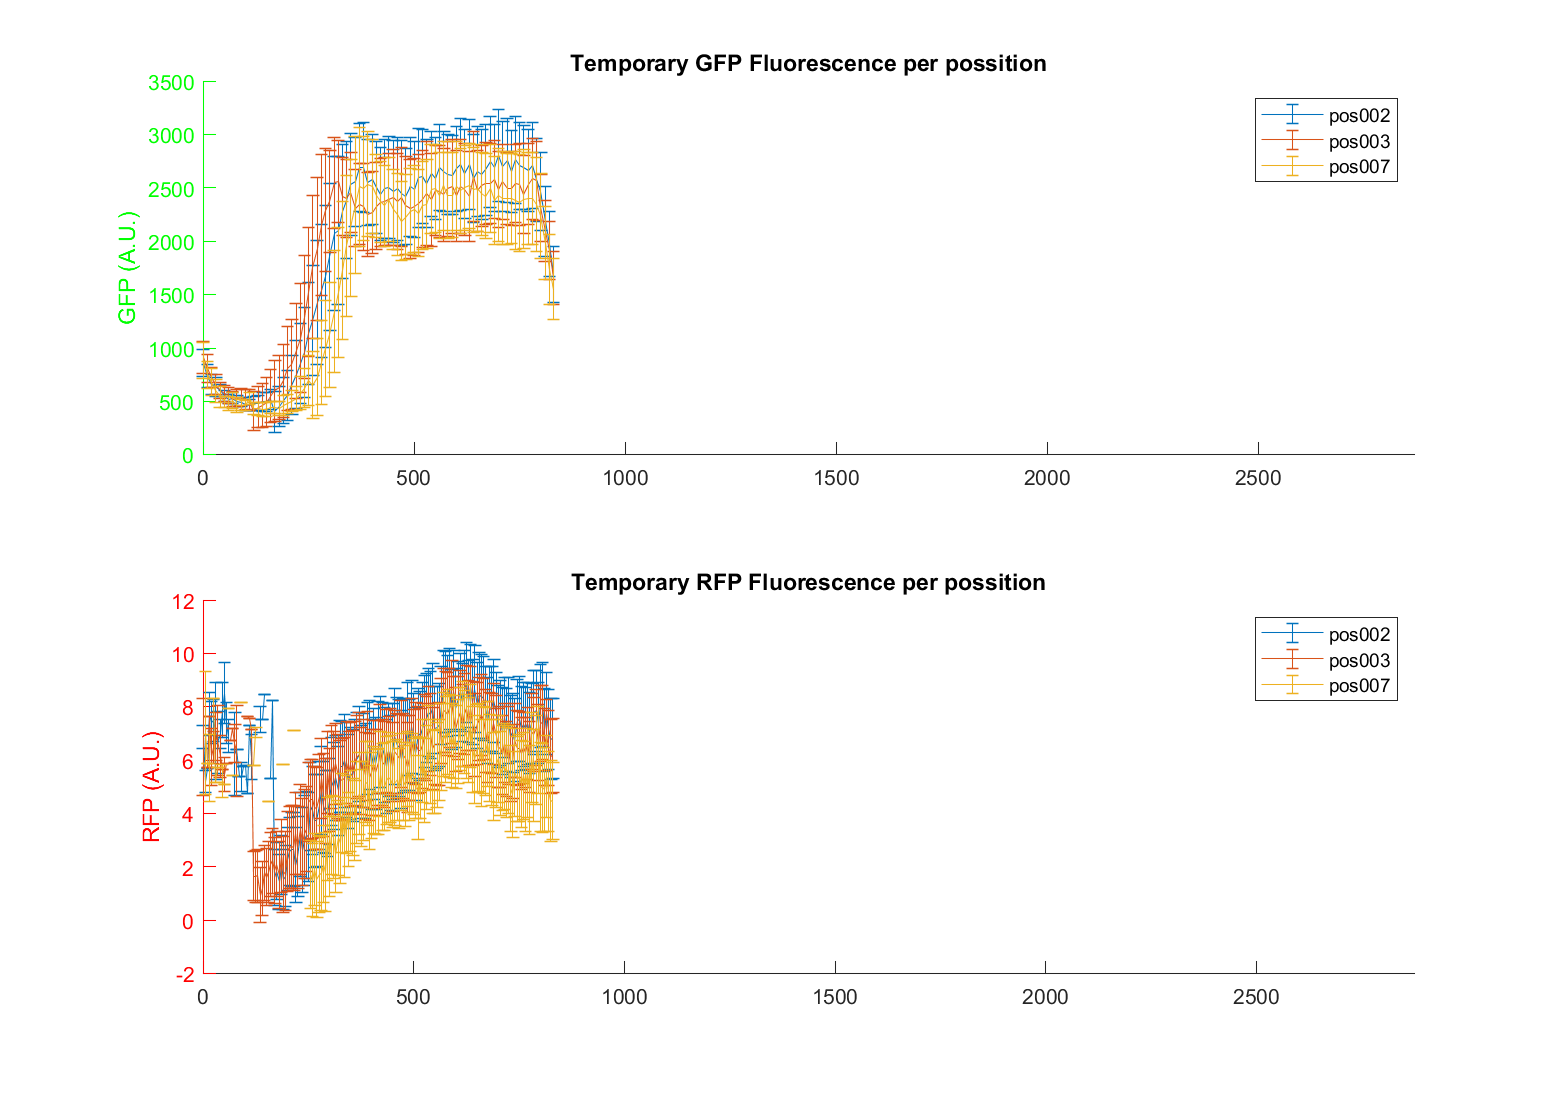 Temporary GFP Fluorescence per possition
3500
3000
2500
2000
1500
1000
500
0
GFP (A.U.)
pos002
pos003
pos007
0 500 1000 1500 2000 2500
Temporary RFP Fluorescence per possition
12
10
8
6
4
2
0
-2
RFP (A.U.)
pos002
pos003
pos007
0 500 1000 1500 2000 2500